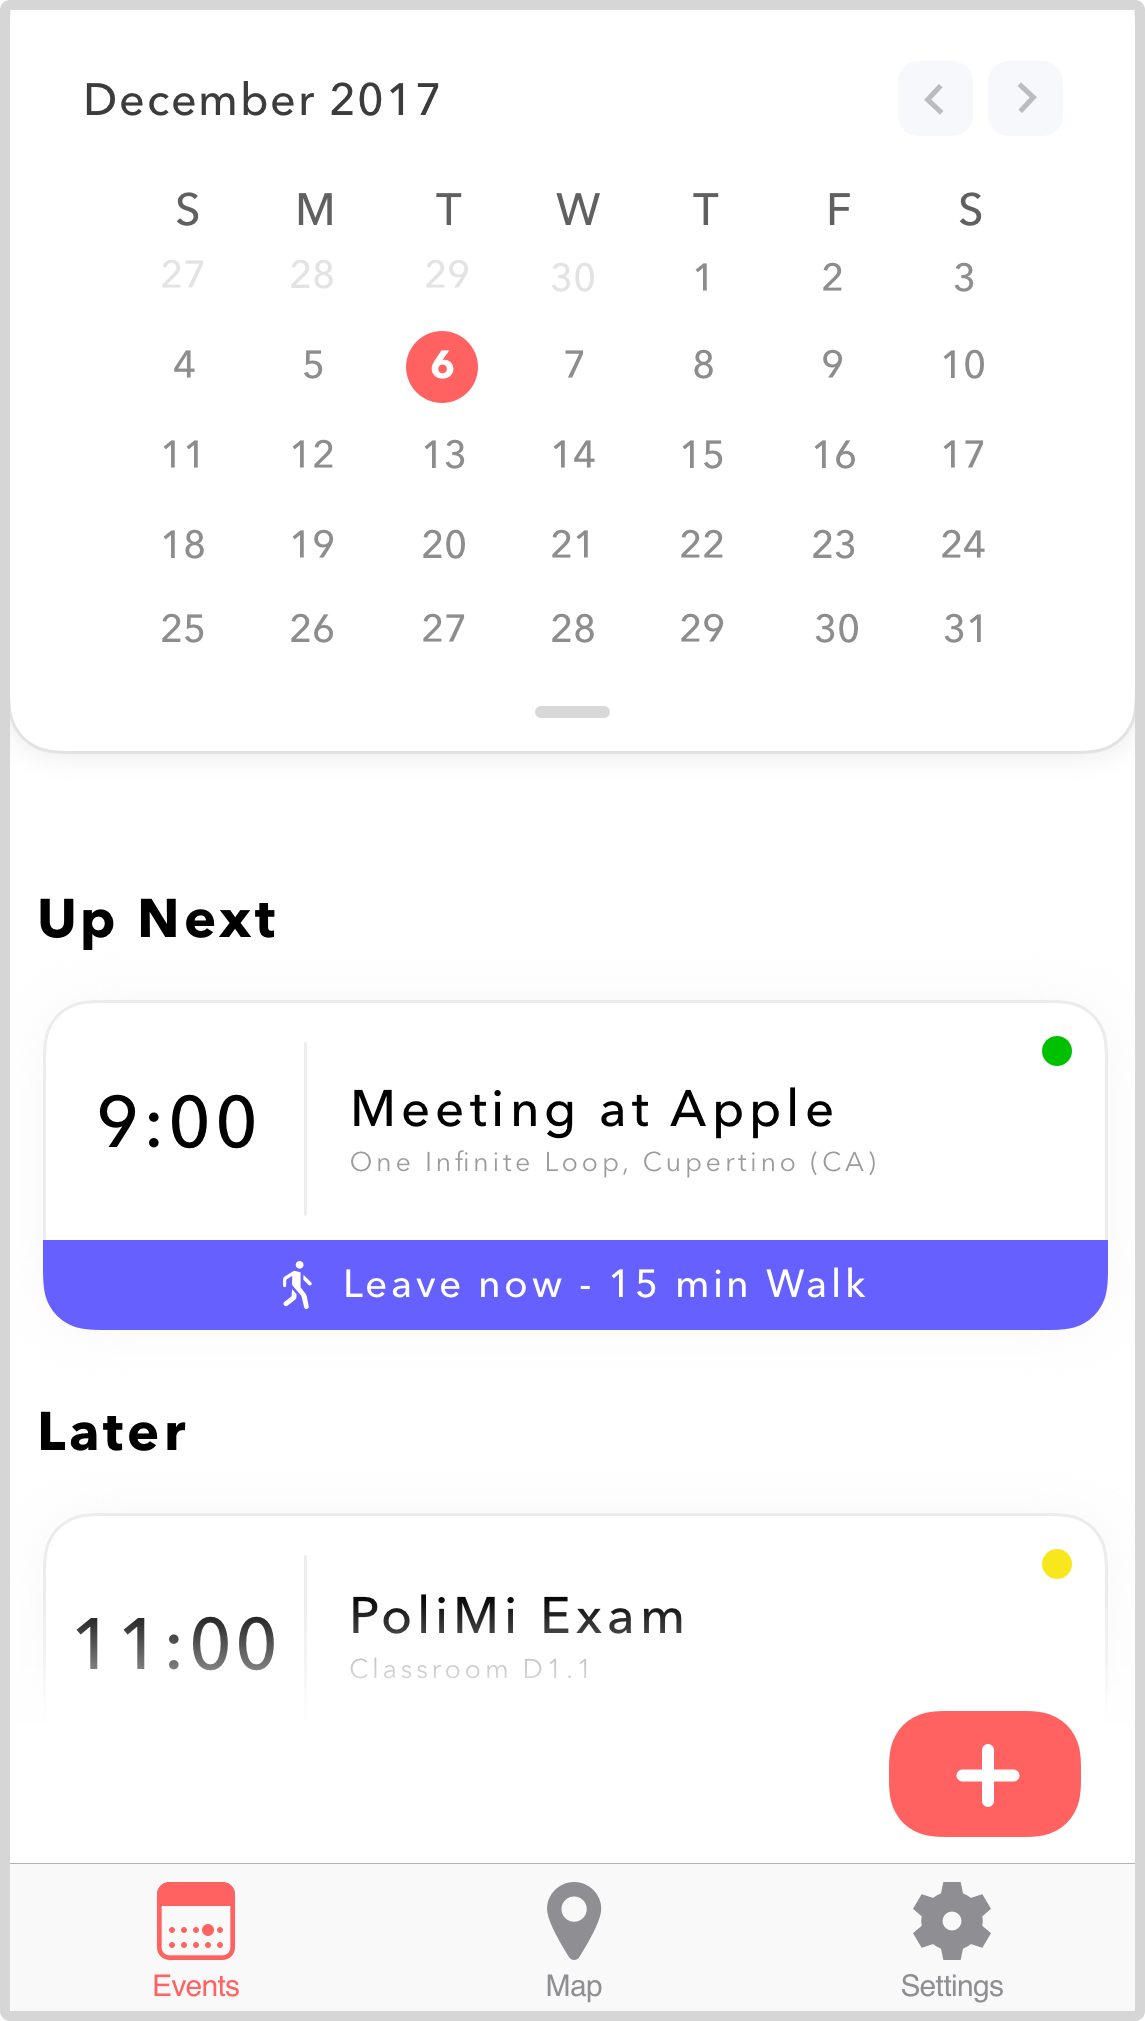 December 2017
S M T W T F S
27 28 29 30 1 2 3
4 5 6 7 8 9 10
11 12 13 14 15 16 17
18 19 20 21 22 23 24
25 26 27 28 29 30 31
Up Next
9:00
Meeting at Apple
One Infinite Loop, Cupertino (CA)
Leave now - 15 min Walk
Later
11:00
PoliMi Exam
Classroom D1.1
Events Map Settings